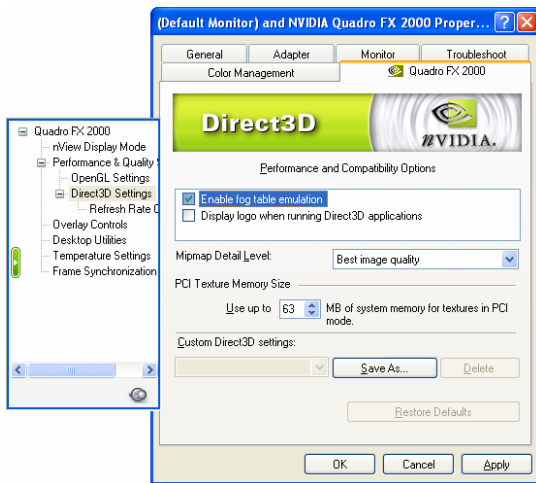 (Default Monitor) and NVIDIA Quadro FX 2000 Proper...
General Adapter Monitor Troubleshoot
Color Management Quadro FX 2000
Quadro FX 2000
nView Display Mode
Performance & Quality
OpenGL Settings
Direct3D Settings
Refresh Rate
Overlay Controls
Desktop Utilities
Temperature Settings
Frame Synchronization
Direct3D
nVIDIA.
Performance and Compatibility Options
Enable fog table emulation
Display logo when running Direct3D applications
Mipmap Detail Level:
Best image quality
PCI Texture Memory Size
Use up to 63 MB of system memory for textures in PCI
mode.
Custom Direct3D settings:
Save As... Delete
Restore Defaults
OK Cancel Apply